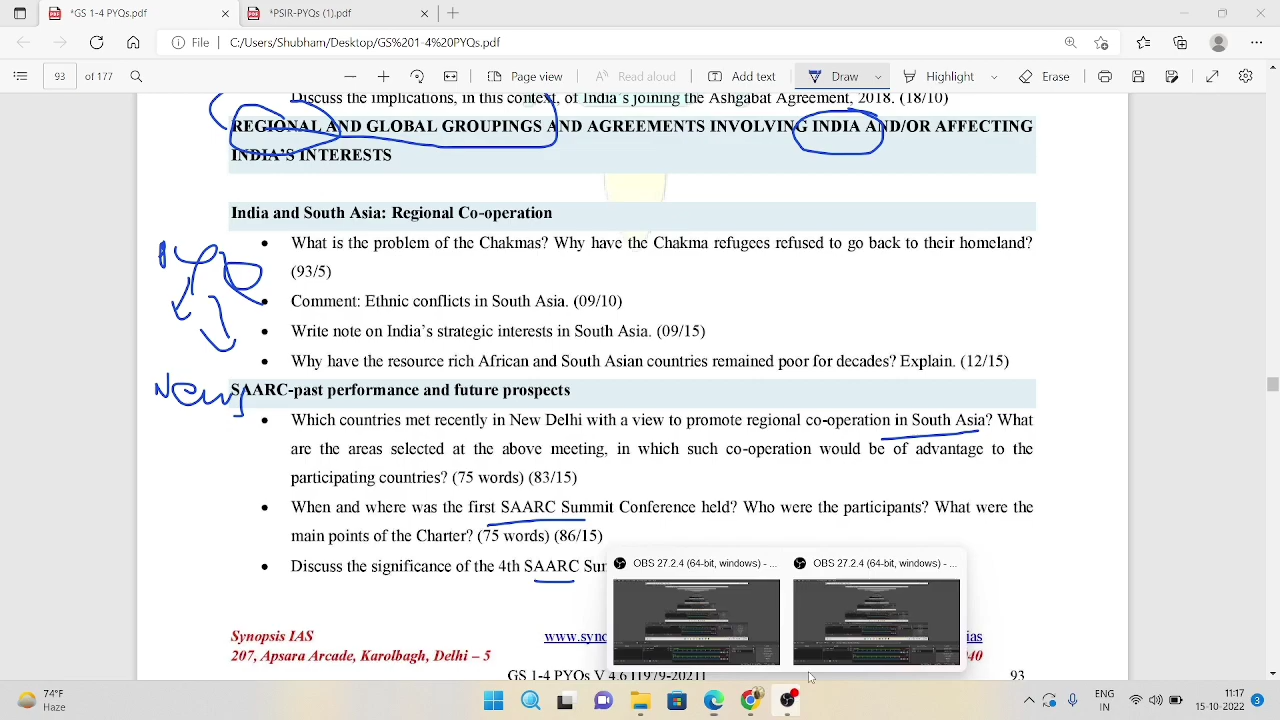 *GS 1-4 PYQs.pdf
*PSIR PYQs.pdf
File
C:/Users/Shubham/Desktop/GS%201-4%20PYQs.pdf
93 of 177
Page view
Read aloud
Add text
Draw
Highlight
Erase
Discuss the implications, in this context, of India's joining the Ashgabat Agreement, 2018. (18/10)
REGIONAL AND GLOBAL GROUPINGS AND AGREEMENTS INVOLVING INDIA AND/OR AFFECTING
INDIA'S INTERESTS
India and South Asia: Regional Co-operation
• What is the problem of the Chakmas? Why have the Chakma refugees refused to go back to their homeland?
(93/5)
• Comment: Ethnic conflicts in South Asia. (09/10)
• Write note on India's strategic interests in South Asia. (09/15)
• Why have the resource rich African and South Asian countries remained poor for decades? Explain. (12/15)
News
SAARC-past performance and future prospects
• Which countries met recently in New Delhi with a view to promote regional co-operation in South Asia? What
are the areas selected at the above meeting, in which such co-operation would be of advantage to the
participating countries? (75 words) (83/15)
• When and where was the first SAARC Summit Conference held? Who were the participants? What were the
main points of the Charter? (75 words) (86/15)
• Discuss the significance of the 4th SAARC Sum
OBS 27.2.4 (64-bit, windows) - ...
OBS 27.2.4 (64-bit, windows) - ...
Synopsis IAS
www.syno
ias
GS 1-4 PYQs V 4.6 [1979-2021]
93
74°F
Haze
ENG
IN
11:17
15-10-2022
3